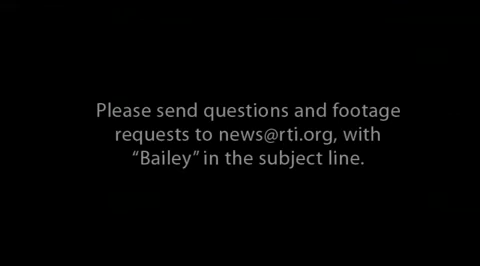 Please send questions and footage
requests to news@rti.org, with
“Bailey” in the subject line.